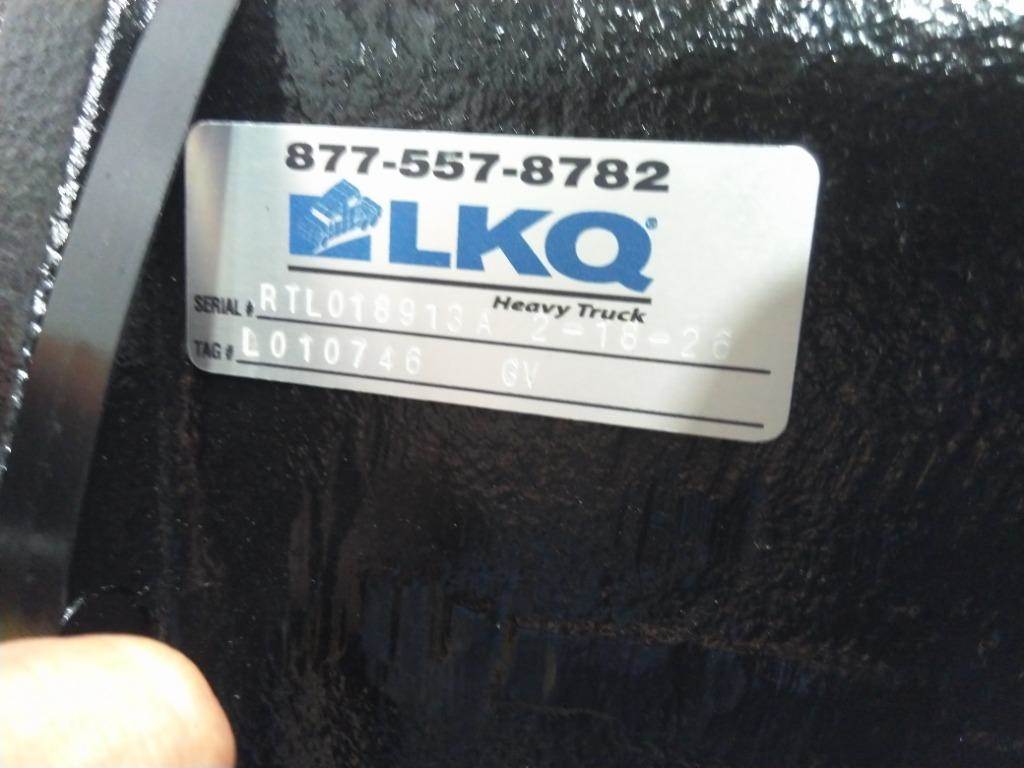 877-557-8782
LKQ®
Heavy Truck
SERIAL # RTL018913A 2-18-26
TAG # L010746 GV